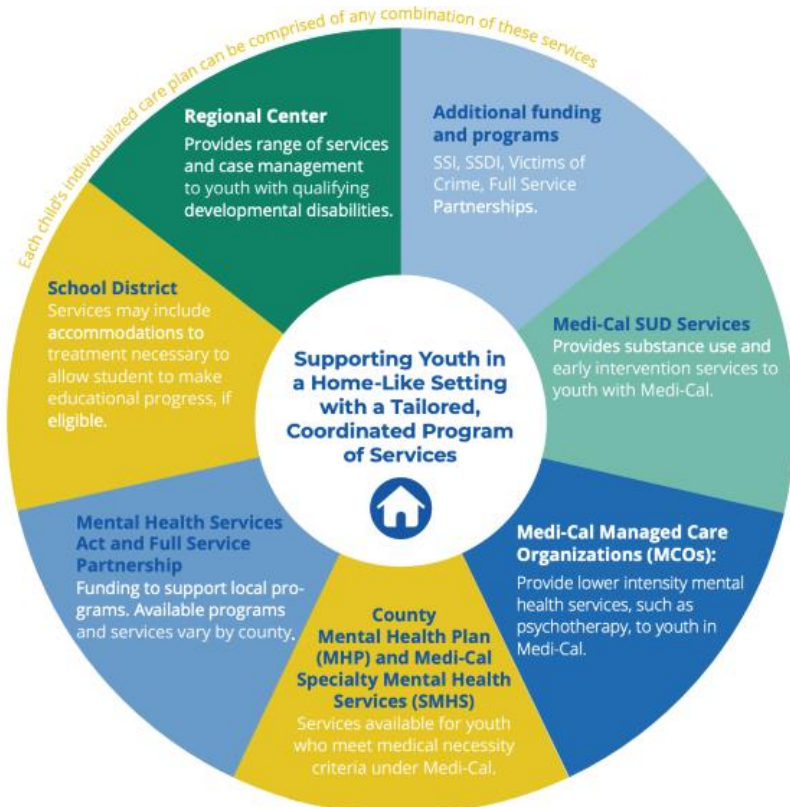 Each child's individualized care plan can be comprised of any combination of these services
Regional Center
Provides range of services
and case management
to youth with qualifying
developmental disabilities.
Additional funding
and programs
SSI, SSDI, Victims of
Crime, Full Service
Partnerships.
School District
Services may include
accommodations to
treatment necessary to
allow student to make
educational progress, if
eligible.
Supporting Youth in
a Home-Like Setting
with a Tailored,
Coordinated Program
of Services
Medi-Cal SUD Services
Provides substance use and
early intervention services to
youth with Medi-Cal.
Mental Health Services
Act and Full Service
Partnership
Funding to support local pro-
grams. Available programs
and services vary by county.
County
Mental Health Plan
(MHP) and Medi-Cal
Specialty Mental Health
Services (SMHS)
Services available for youth
who meet medical necessity
criteria under Medi-Cal.
Medi-Cal Managed Care
Organizations (MCOs):
Provide lower intensity mental
health services, such as
psychotherapy, to youth in
Medi-Cal.